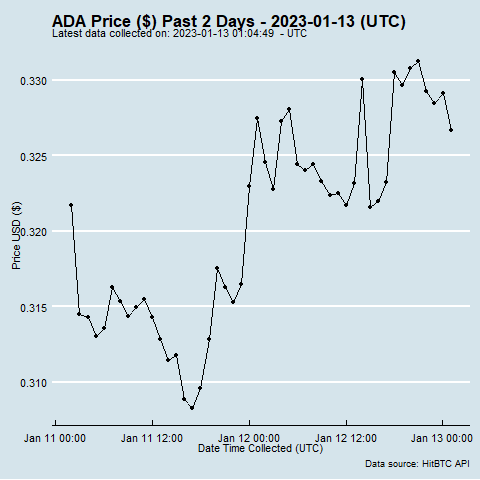 ADA Price ($) Past 2 Days - 2023-01-13 (UTC)
Latest data collected on: 2023-01-13 01:04:49 - UTC
0.330
0.325
0.320
0.315
0.310
Price USD ($)
Jan 11 00:00 Jan 11 12:00 Jan 12 00:00 Jan 12 12:00 Jan 13 00:00
Date Time Collected (UTC)
Data source: HitBTC API